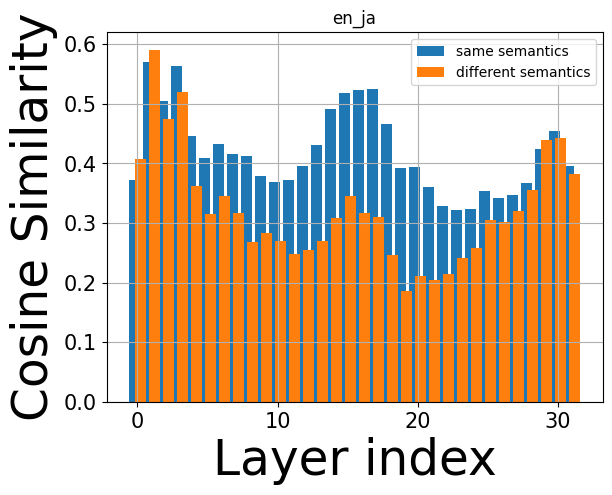 en_ja
same semantics
different semantics
Cosine Similarity
0.6
0.5
0.4
0.3
0.2
0.1
0.0
0 10 20 30
Layer index